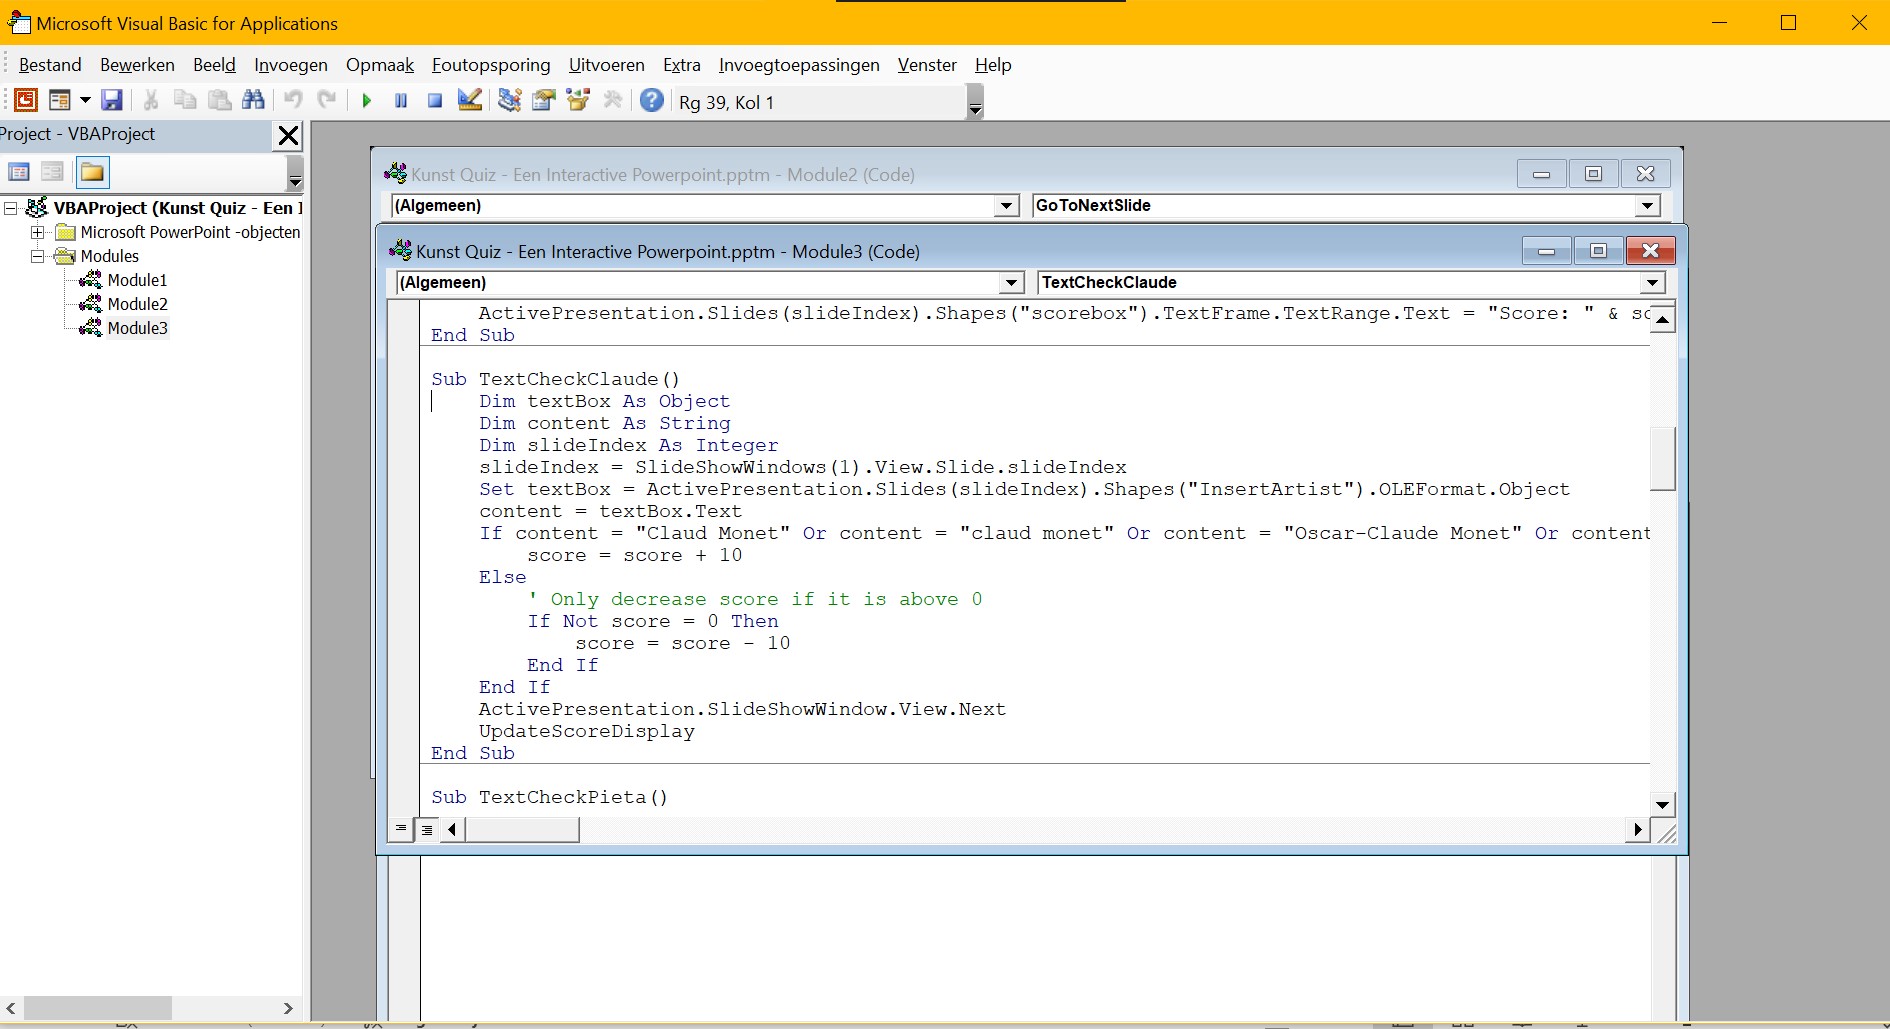 Microsoft Visual Basic for Applications
Bestand Bewerken Beeld Invoegen Opmaak Foutopsporing Uitvoeren Extra Invoegtoepassingen Venster Help
Rg 39, Kol 1
Project - VBAProject
VBAProject (Kunst Quiz - Een I
Microsoft PowerPoint -objecten
Modules
Module1
Module2
Module3
Kunst Quiz - Een Interactive Powerpoint.pptm - Module2 (Code)
(Algemeen) GoToNextSlide
Kunst Quiz - Een Interactive Powerpoint.pptm - Module3 (Code)
(Algemeen) TextCheckClaude
ActivePresentation.Slides(slideIndex).Shapes("scorebox").TextFrame.TextRange.Text = "Score: " & sc
End Sub
Sub TextCheckClaude()
Dim textBox As Object
Dim content As String
Dim slideIndex As Integer
slideIndex = SlideShowWindows(1).View.Slide.slideIndex
Set textBox = ActivePresentation.Slides(slideIndex).Shapes("InsertArtist").OLEFormat.Object
content = textBox.Text
If content = "Claud Monet" Or content = "claud monet" Or content = "Oscar-Claude Monet" Or content
score = score + 10
Else
' Only decrease score if it is above 0
If Not score = 0 Then
score = score - 10
End If
End If
ActivePresentation.SlideShowWindow.View.Next
UpdateScoreDisplay
End Sub
Sub TextCheckPieta()